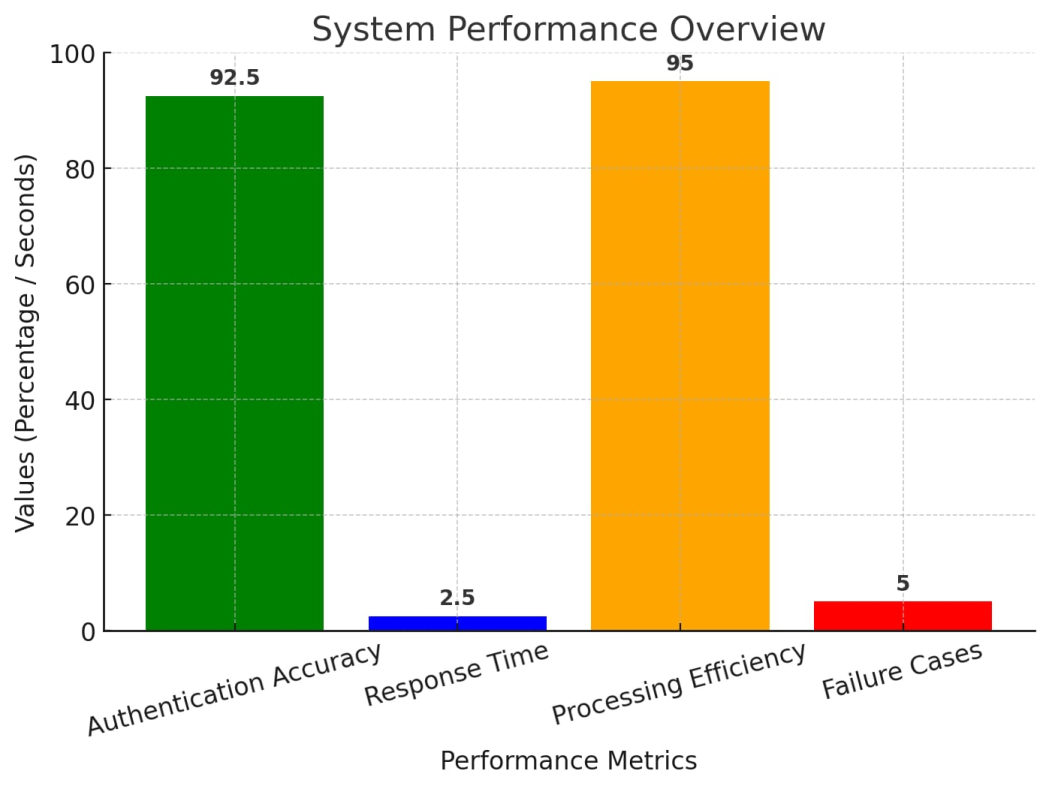 System Performance Overview
Values (Percentage / Seconds)
100
80
60
40
20
0
92.5
2.5
95
5
Authentication Accuracy
Response Time
Processing Efficiency
Failure Cases
Performance Metrics